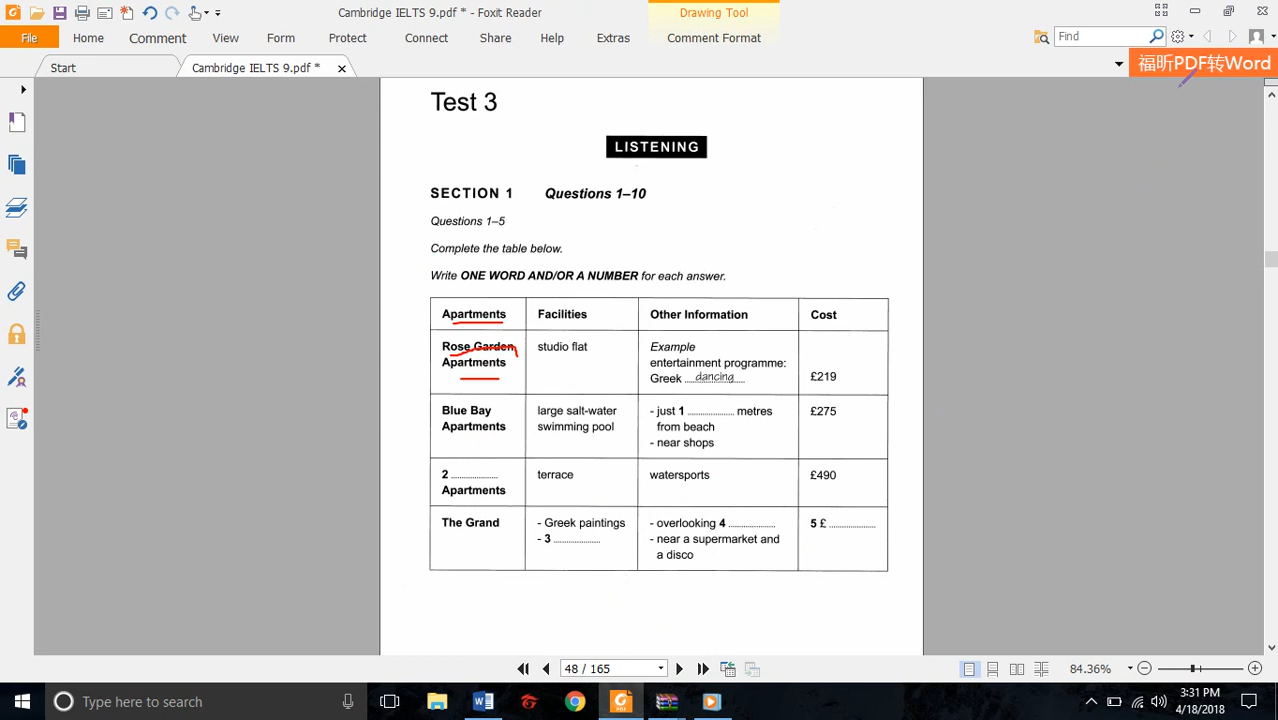 Cambridge IELTS 9.pdf * - Foxit Reader
Drawing Tool
File Home Comment View Form Protect Connect Share Help Extras Comment Format
Find
Start
Cambridge IELTS 9.pdf *
福昕PDF转Word
Test 3
LISTENING
SECTION 1 Questions 1–10
Questions 1–5
Complete the table below.
Write ONE WORD AND/OR A NUMBER for each answer.
Apartments Facilities Other Information Cost
Rose Garden Apartments
studio flat
Example
entertainment programme:
Greek dancing
£219
Blue Bay
Apartments
large salt-water
swimming pool
- just 1 .................... metres
from beach
- near shops
£275
2 ....................
Apartments
terrace
watersports
£490
The Grand
- Greek paintings
- 3 ....................
- overlooking 4 ....................
- near a supermarket and
a disco
5 £ ....................
48 / 165
84.36%
Type here to search
3:31 PM
4/18/2018